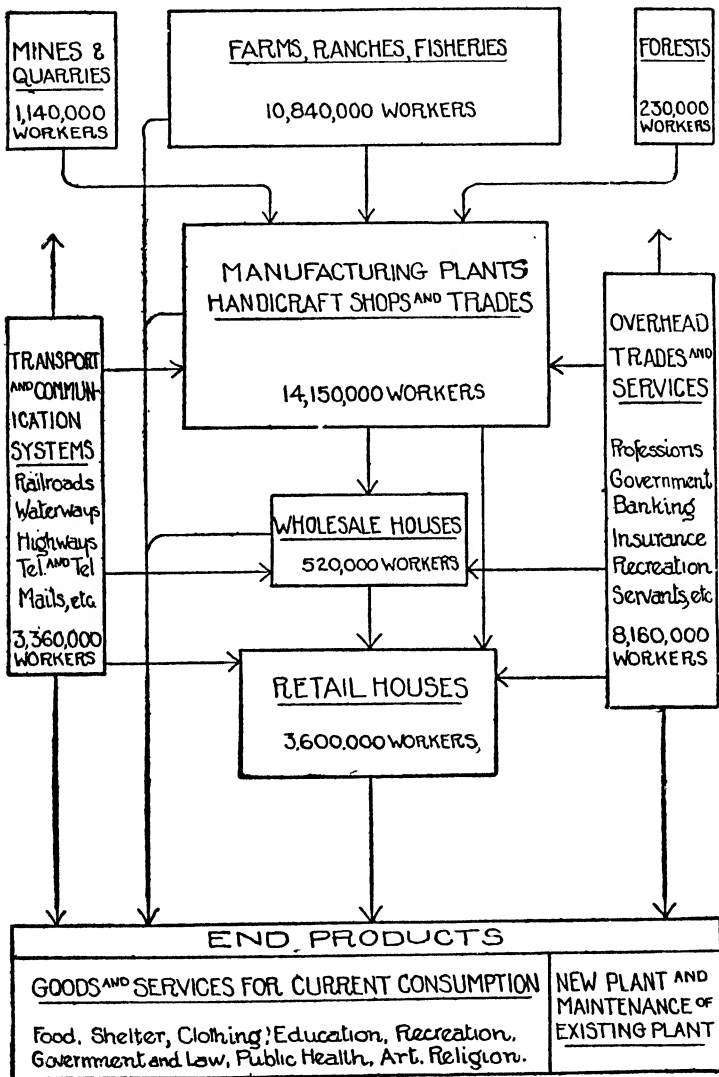 MINES &
QUARRIES
1,140,000
WORKERS
FARMS, RANCHES, FISHERIES
10,840,000 WORKERS
FORESTS
230,000
WORKERS
MANUFACTURING PLANTS
HANDICRAFT SHOPS AND TRADES
14,150,000 WORKERS
TRANSPORT
AND COMMUN-
ICATION
SYSTEMS
Railroads
Waterways
Highways
Tel. AND Tel
Mails, etc.
3,360,000
WORKERS
OVERHEAD
TRADES AND
SERVICES
Professions
Government
Banking
Insurance
Recreation
Servants, etc
8,160,000
WORKERS
WHOLESALE HOUSES
520,000 WORKERS
RETAIL HOUSES
3,600,000 WORKERS,
END PRODUCTS
GOODS AND SERVICES FOR CURRENT CONSUMPTION
Food, Shelter, Clothing, Education, Recreation,
Government and Law, Public Health, Art, Religion.
NEW PLANT AND
MAINTENANCE OF
EXISTING PLANT